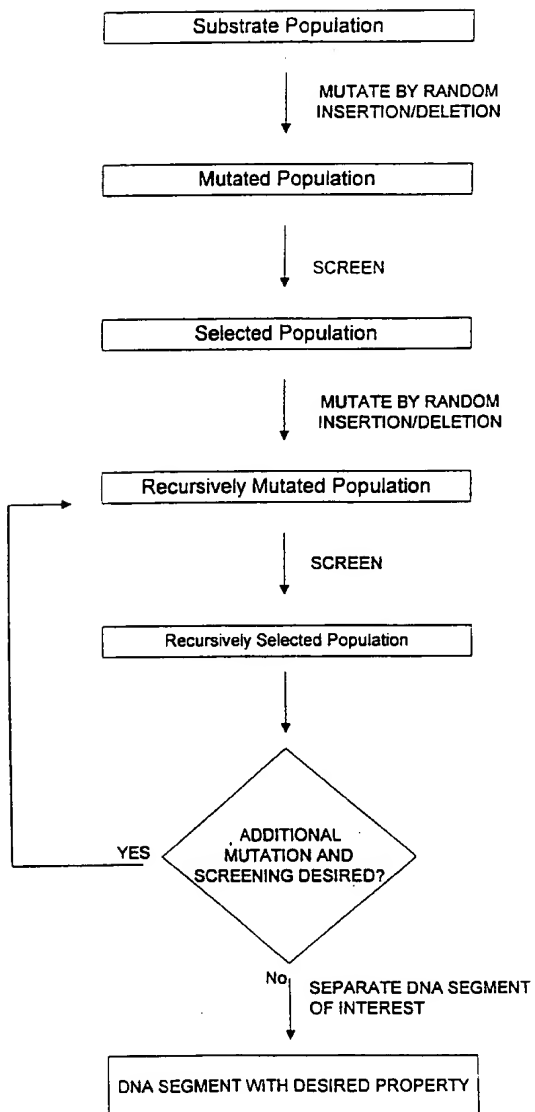 Substrate Population
MUTATE BY RANDOM
INSERTION/DELETION
Mutated Population
SCREEN
Selected Population
MUTATE BY RANDOM
INSERTION/DELETION
Recursively Mutated Population
SCREEN
Recursively Selected Population
YES
ADDITIONAL
MUTATION AND
SCREENING DESIRED?
No
SEPARATE DNA SEGMENT
OF INTEREST
DNA SEGMENT WITH DESIRED PROPERTY